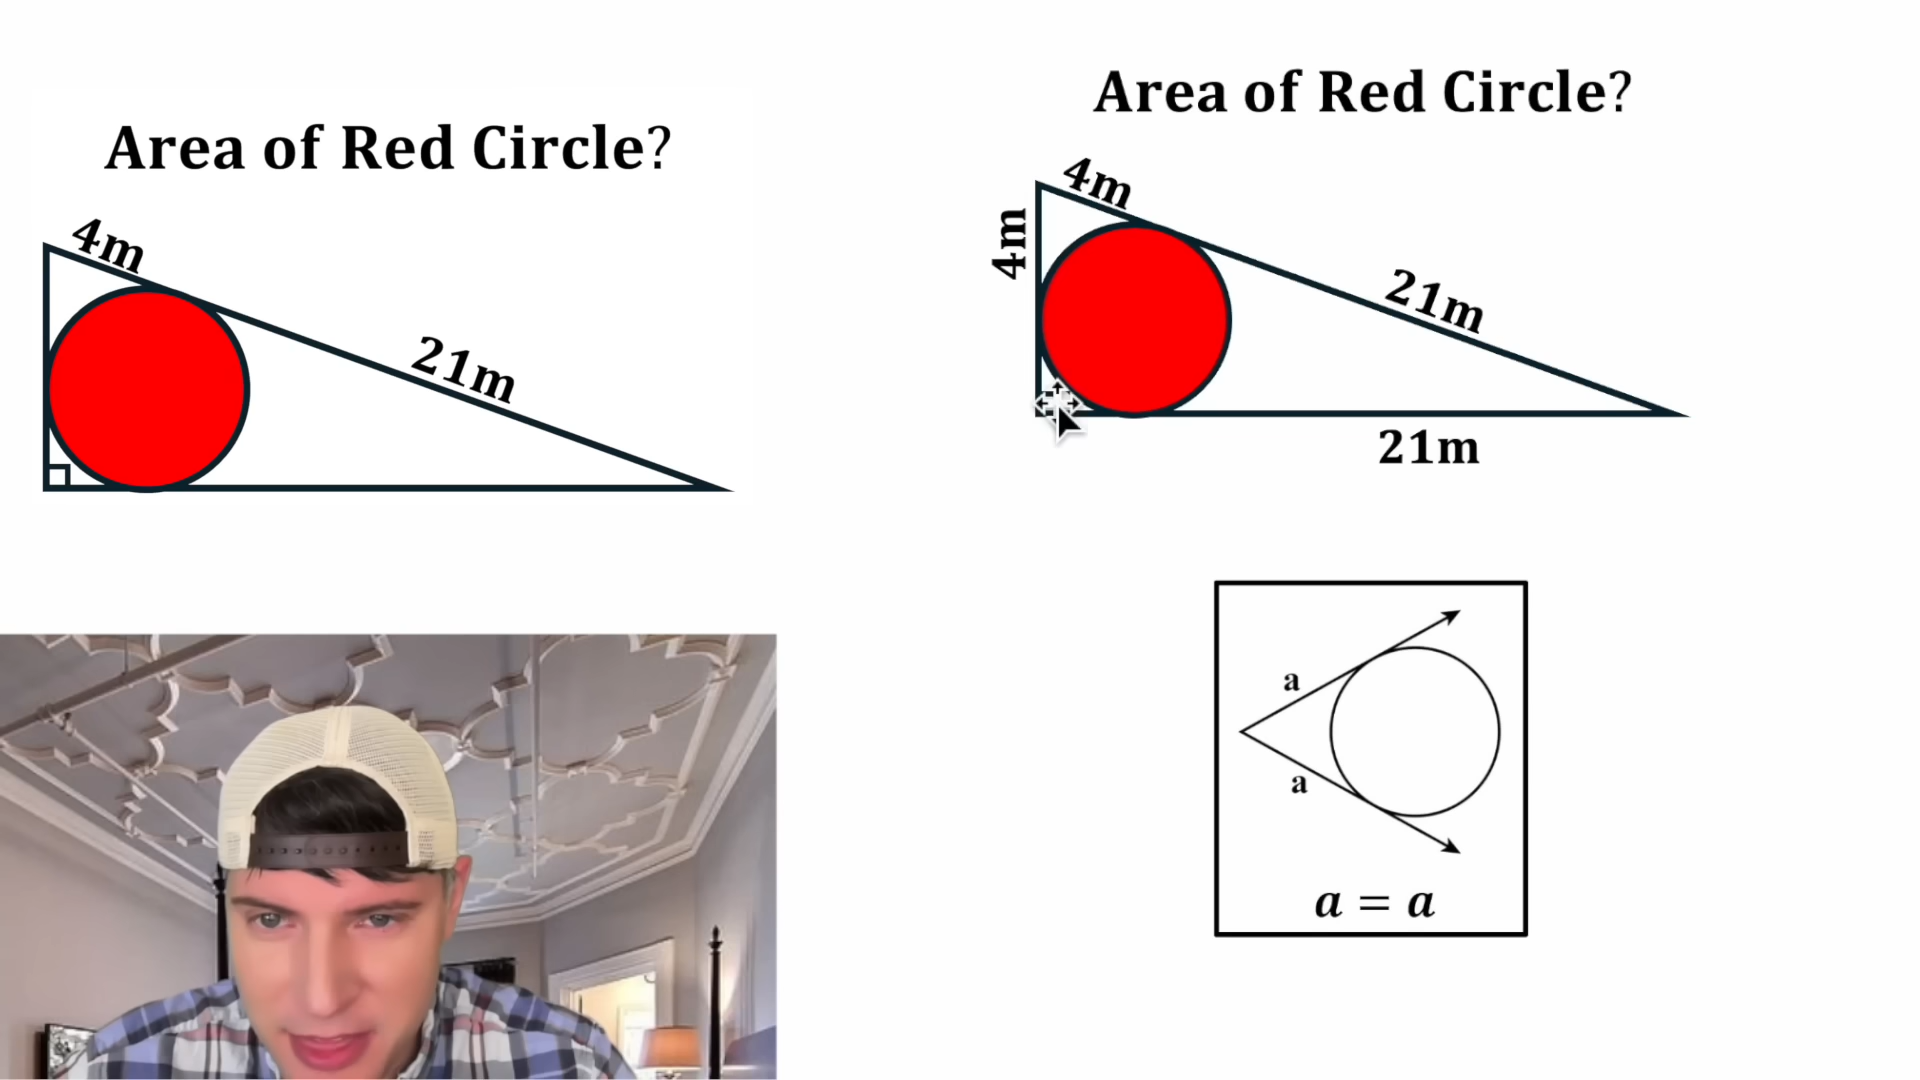 Area of Red Circle?
4m
21m
Area of Red Circle?
4m
4m
21m
21m
a
a
a = a